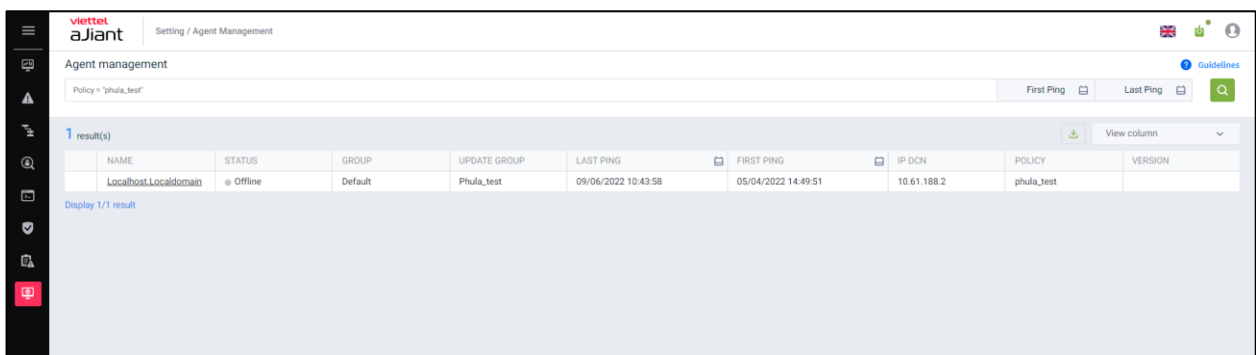 viettel
aJiant
Setting / Agent Management
Agent management
Guidelines
Policy = "phula_test"
First Ping
Last Ping
1 result(s)
View column
NAME STATUS GROUP UPDATE GROUP LAST PING FIRST PING IP DCN POLICY VERSION
Localhost.Localdomain Offline Default Phula_test 09/06/2022 10:43:58 05/04/2022 14:49:51 10.61.188.2 phula_test
Display 1/1 result